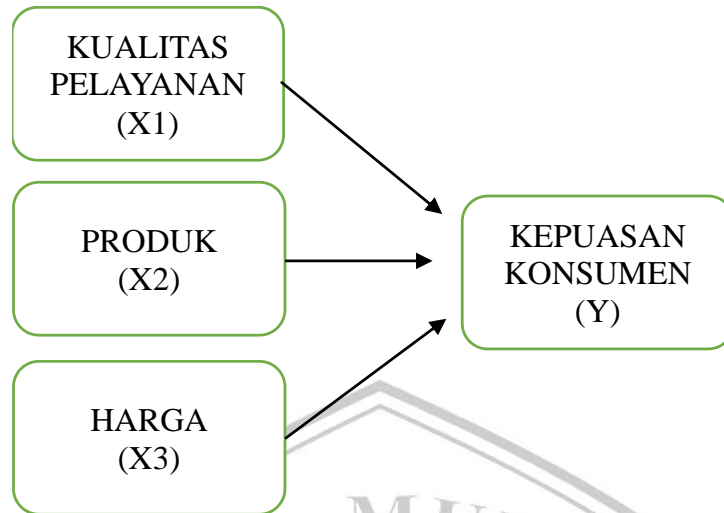 KUALITAS
PELAYANAN
(X1)
PRODUK
(X2)
HARGA
(X3)
KEPUASAN
KONSUMEN
(Y)